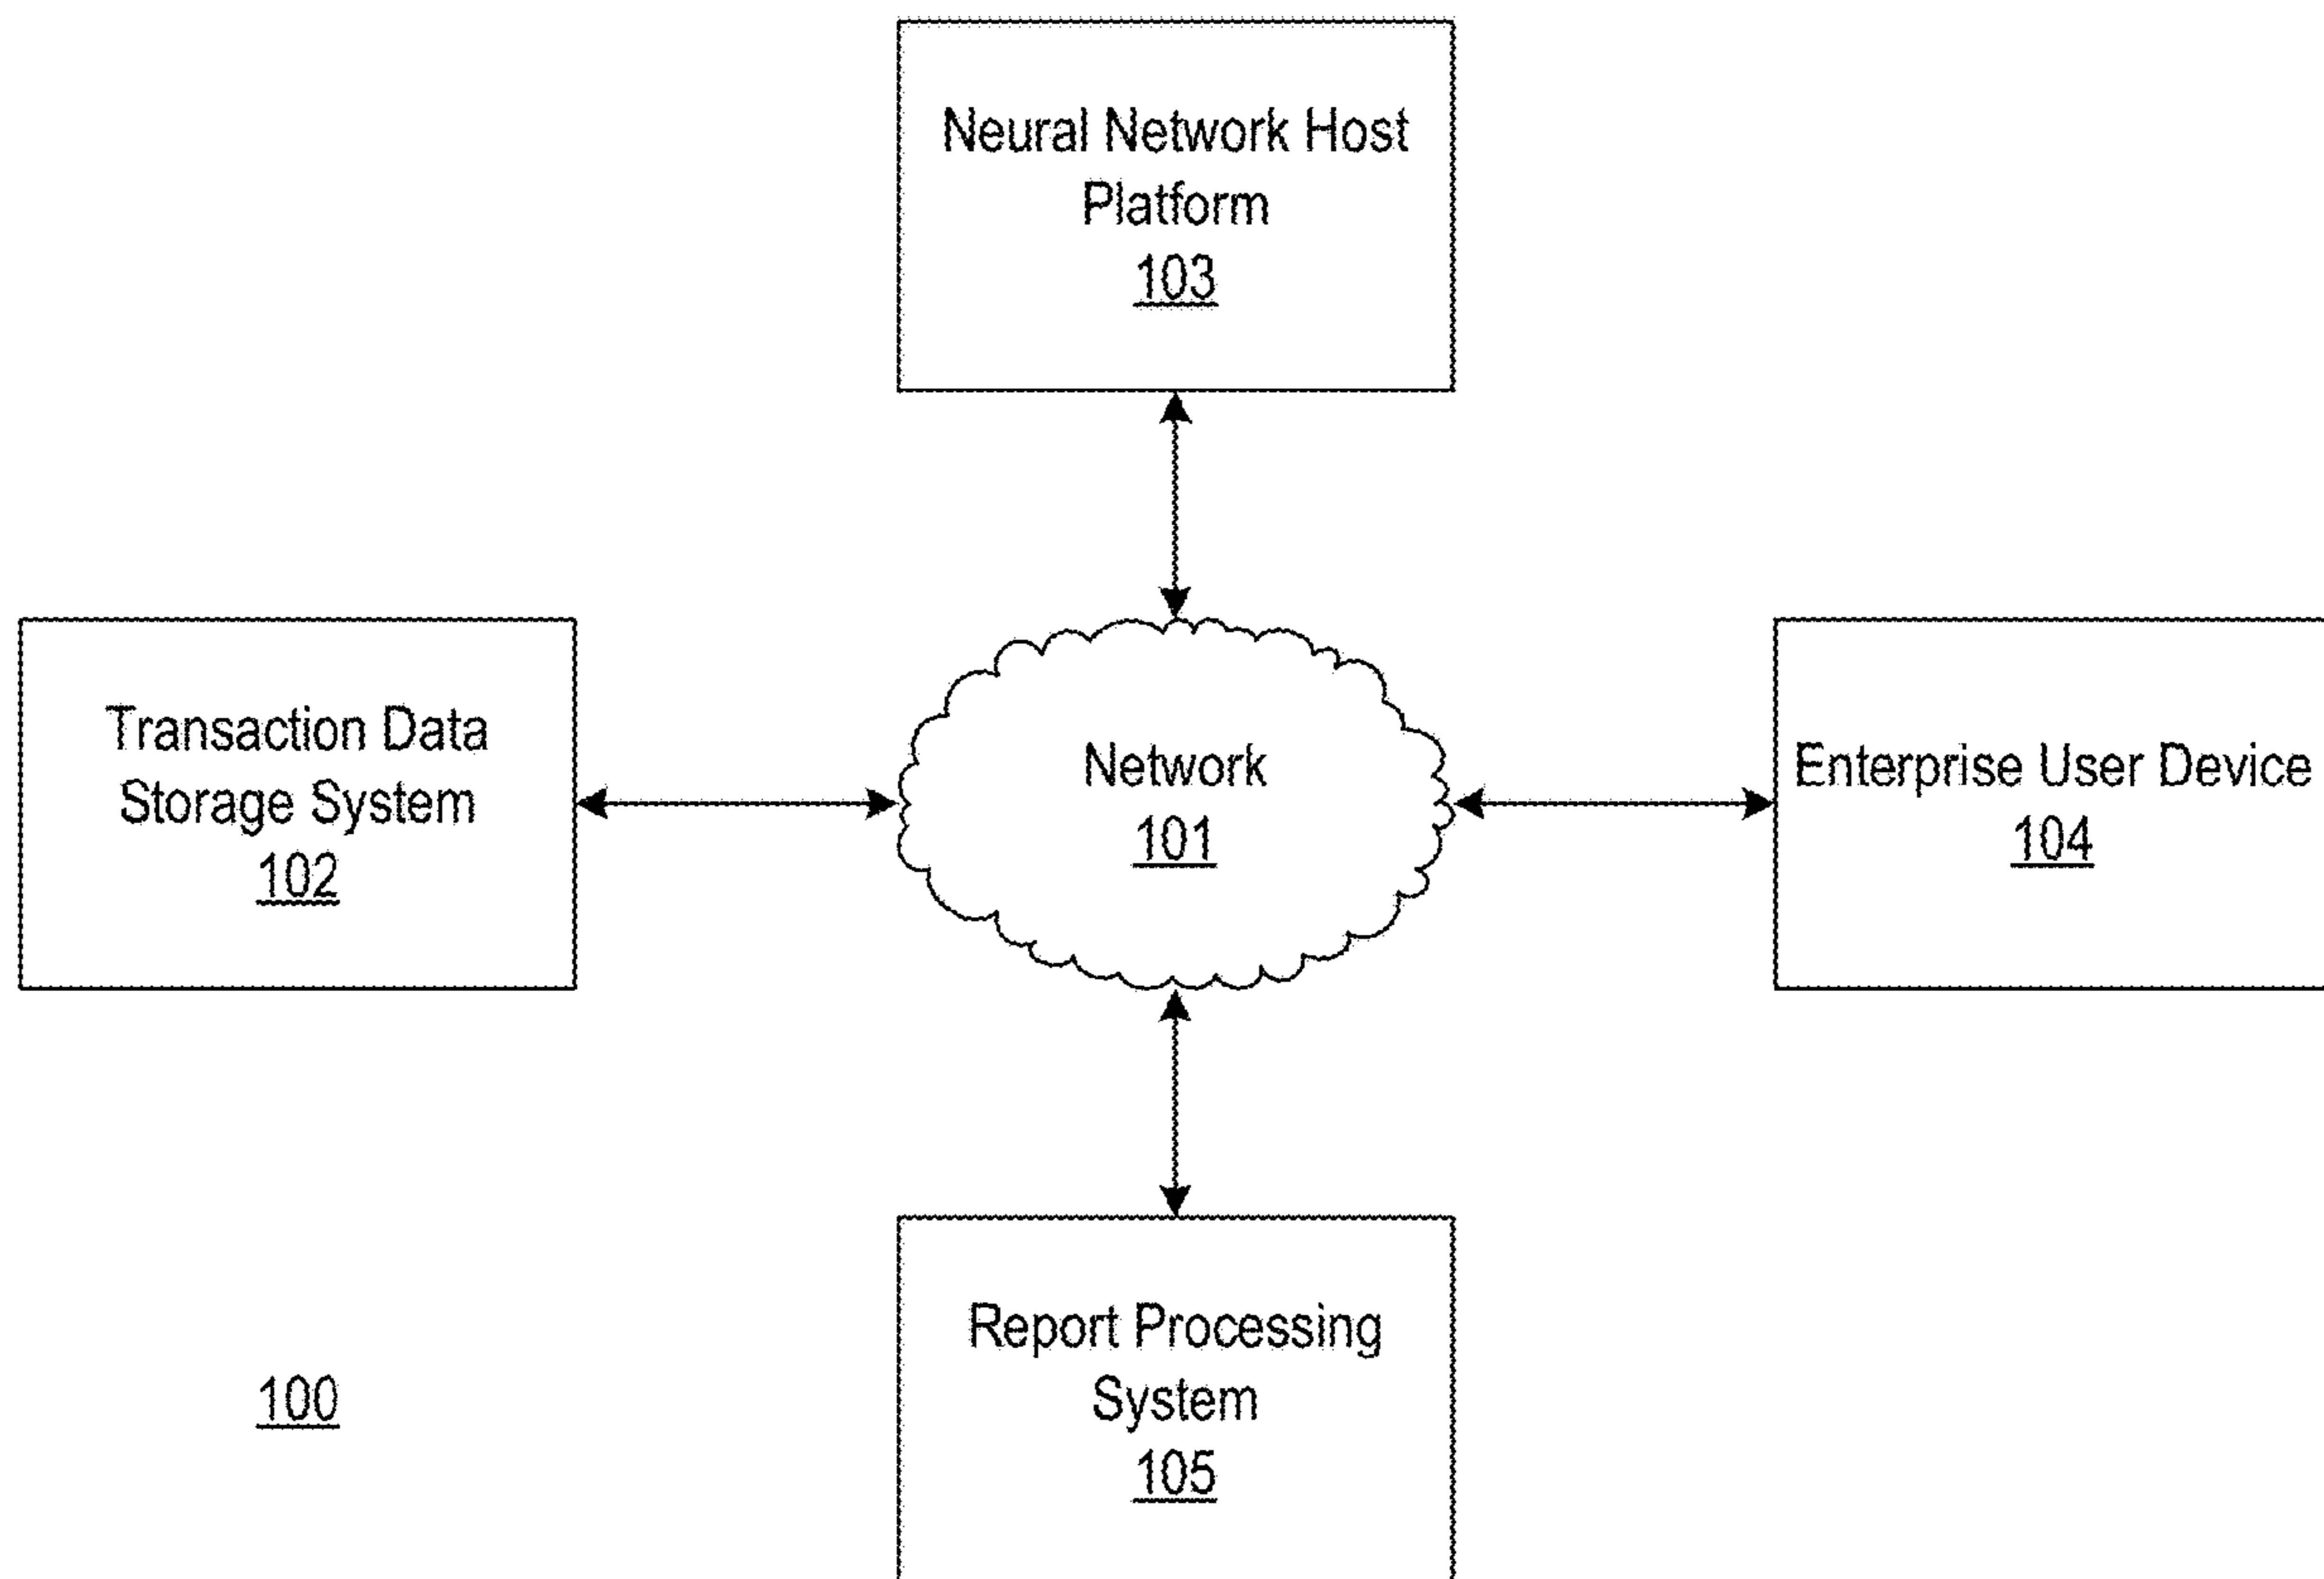 Neural Network Host
Platform
103
Transaction Data
Storage System
102
Network
101
Enterprise User Device
104
Report Processing
System
105
100